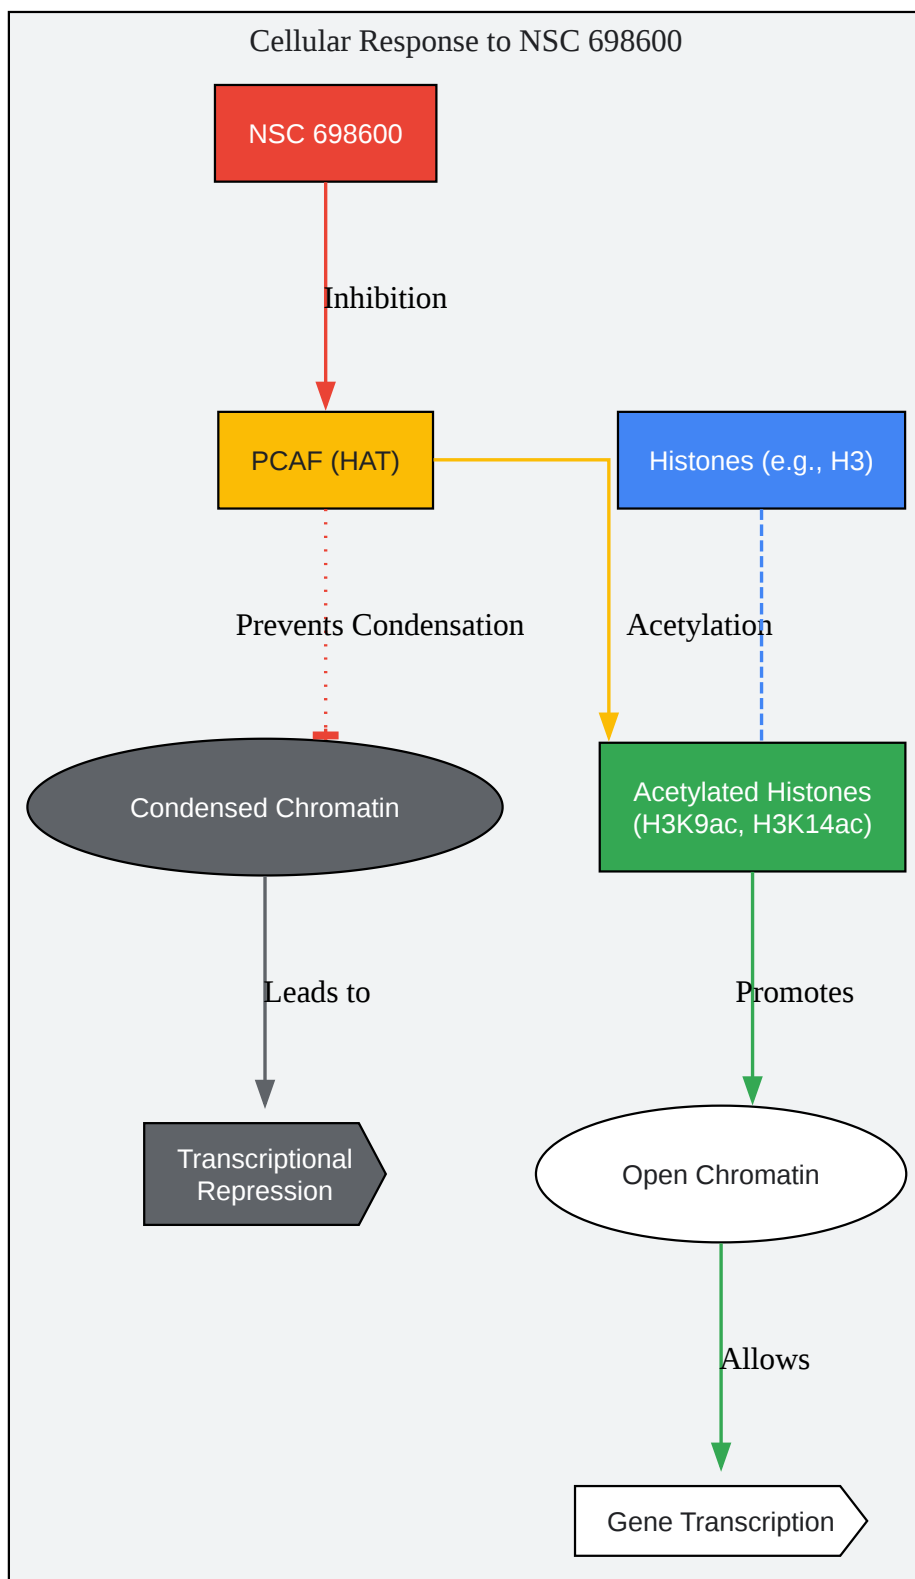 Cellular Response to NSC 698600
NSC 698600
Inhibition
PCAF (HAT)
Histones (e.g., H3)
Prevents Condensation
Acetylation
Condensed Chromatin
Acetylated Histones
(H3K9ac, H3K14ac)
Leads to
Promotes
Transcriptional
Repression
Open Chromatin
Allows
Gene Transcription